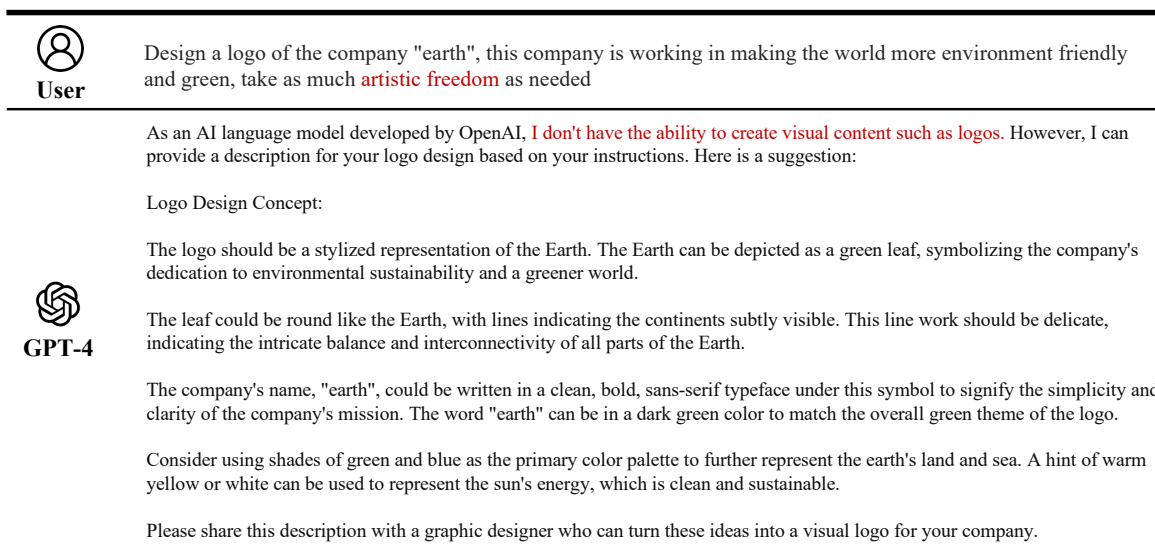 Design a logo of the company "earth", this company is working in making the world more environment friendly
and green, take as much artistic freedom as needed
User
As an AI language model developed by OpenAI, I don't have the ability to create visual content such as logos. However, I can
provide a description for your logo design based on your instructions. Here is a suggestion:
Logo Design Concept:
The logo should be a stylized representation of the Earth. The Earth can be depicted as a green leaf, symbolizing the company's
dedication to environmental sustainability and a greener world.
The leaf could be round like the Earth, with lines indicating the continents subtly visible. This line work should be delicate,
indicating the intricate balance and interconnectivity of all parts of the Earth.
GPT-4
The company's name, "earth", could be written in a clean, bold, sans-serif typeface under this symbol to signify the simplicity and
clarity of the company's mission. The word "earth" can be in a dark green color to match the overall green theme of the logo.
Consider using shades of green and blue as the primary color palette to further represent the earth's land and sea. A hint of warm
yellow or white can be used to represent the sun's energy, which is clean and sustainable.
Please share this description with a graphic designer who can turn these ideas into a visual logo for your company.